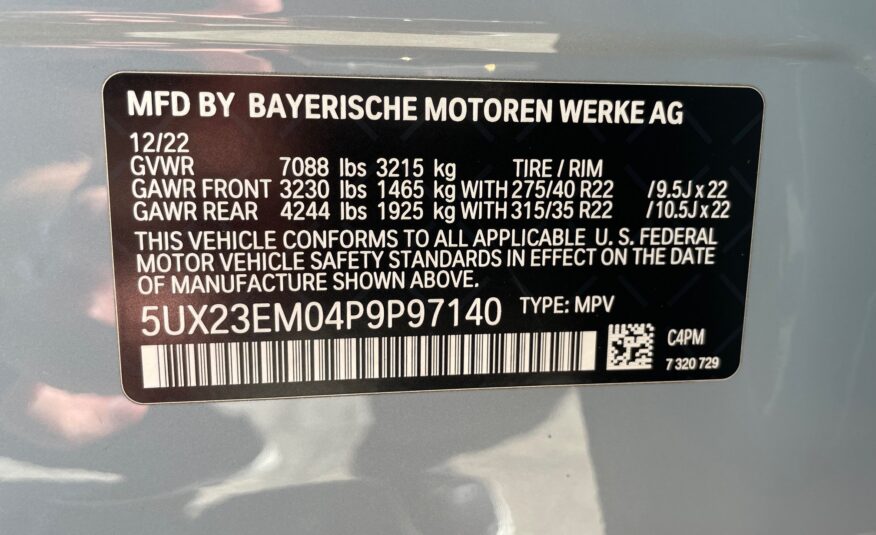 MFD BY BAYERISCHE MOTOREN WERKE AG
12/22
GVWR 7088 lbs 3215 kg TIRE / RIM
GAWR FRONT 3230 lbs 1465 kg WITH 275/40 R22 / 9.5J x 22
GAWR REAR 4244 lbs 1925 kg WITH 315/35 R22 / 10.5J x 22
THIS VEHICLE CONFORMS TO ALL APPLICABLE U. S. FEDERAL
MOTOR VEHICLE SAFETY STANDARDS IN EFFECT ON THE DATE
OF MANUFACTURE SHOWN ABOVE.
5UX23EM04P9P97140 TYPE: MPV
C4PM
7 320 729